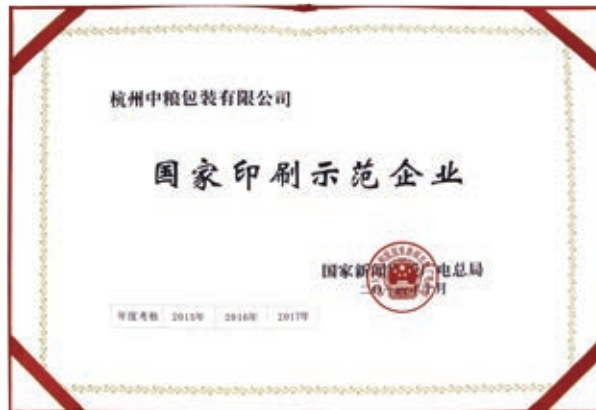 杭州中粮包装有限公司
国家印刷示范企业
国家新闻广电总局
年度考核 2015年 2016年 2017年